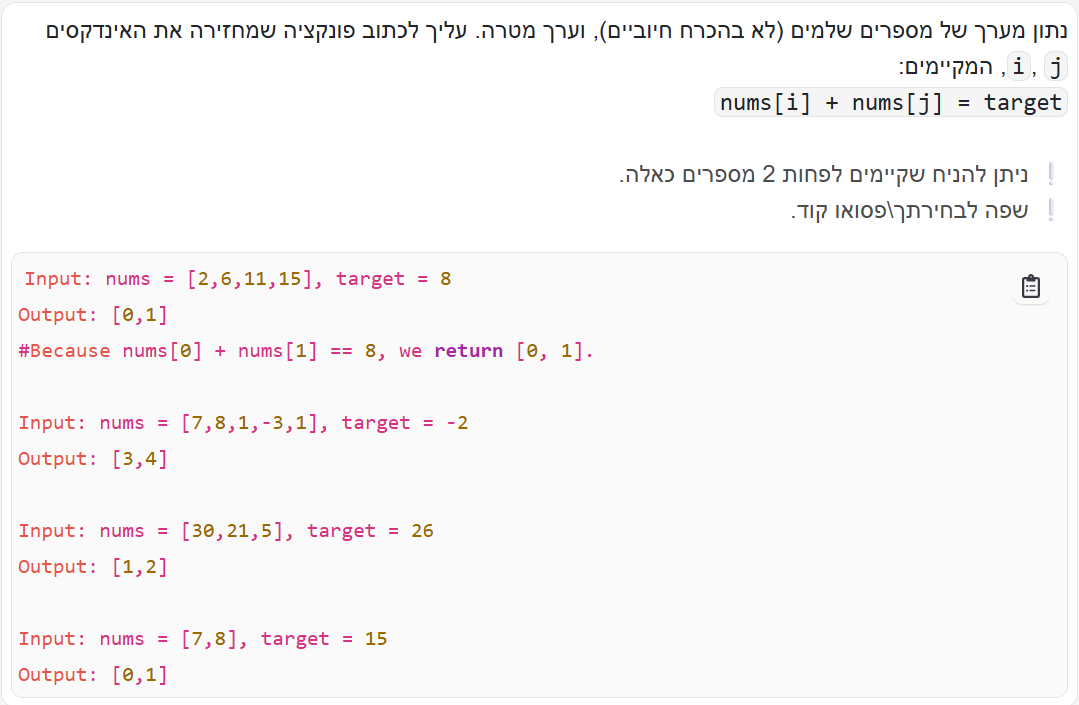 נתון מערך של מספרים שלמים (לא בהכרח חיוביים), וערך מטרה. עליך לכתוב פונקציה שמחזירה את האינדקסים
j , i , המקיימים:
nums[i] + nums[j] = target
❕ ניתן להניח שקיימים לפחות 2 מספרים כאלה.
❕ שפה לבחירתך\פסואו קוד.
Input: nums = [2,6,11,15], target = 8
Output: [0,1]
#Because nums[0] + nums[1] == 8, we return [0, 1].
Input: nums = [7,8,1,-3,1], target = -2
Output: [3,4]
Input: nums = [30,21,5], target = 26
Output: [1,2]
Input: nums = [7,8], target = 15
Output: [0,1]